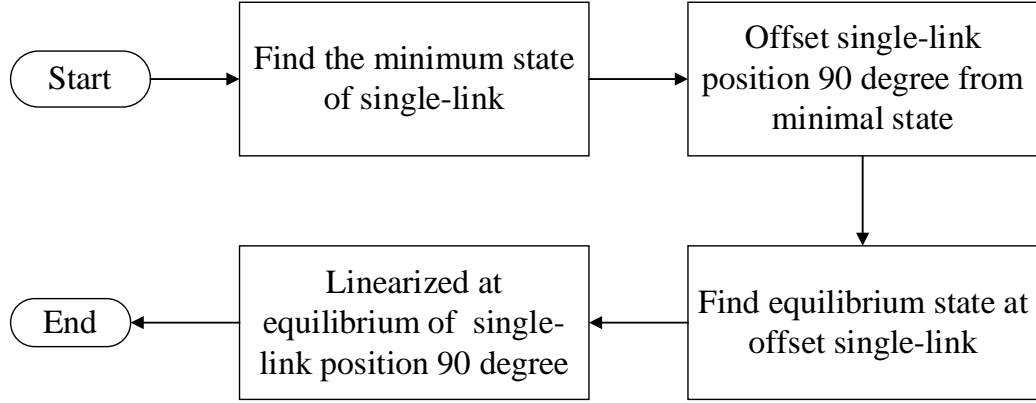 Start
Find the minimum state
of single-link
Offset single-link
position 90 degree from
minimal state
Find equilibrium state at
offset single-link
Linearized at
equilibrium of single-
link position 90 degree
End